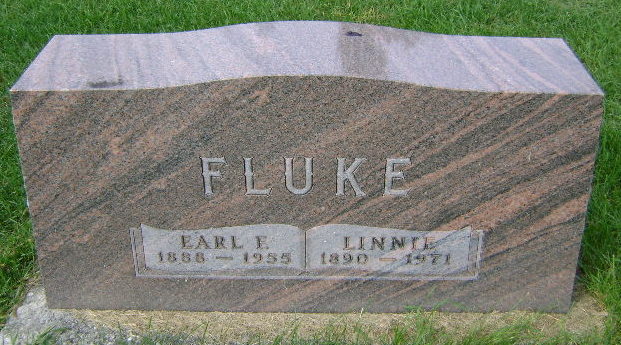 FLUKE
EARL F. LINNIE
1888 — 1955 1890 — 1971